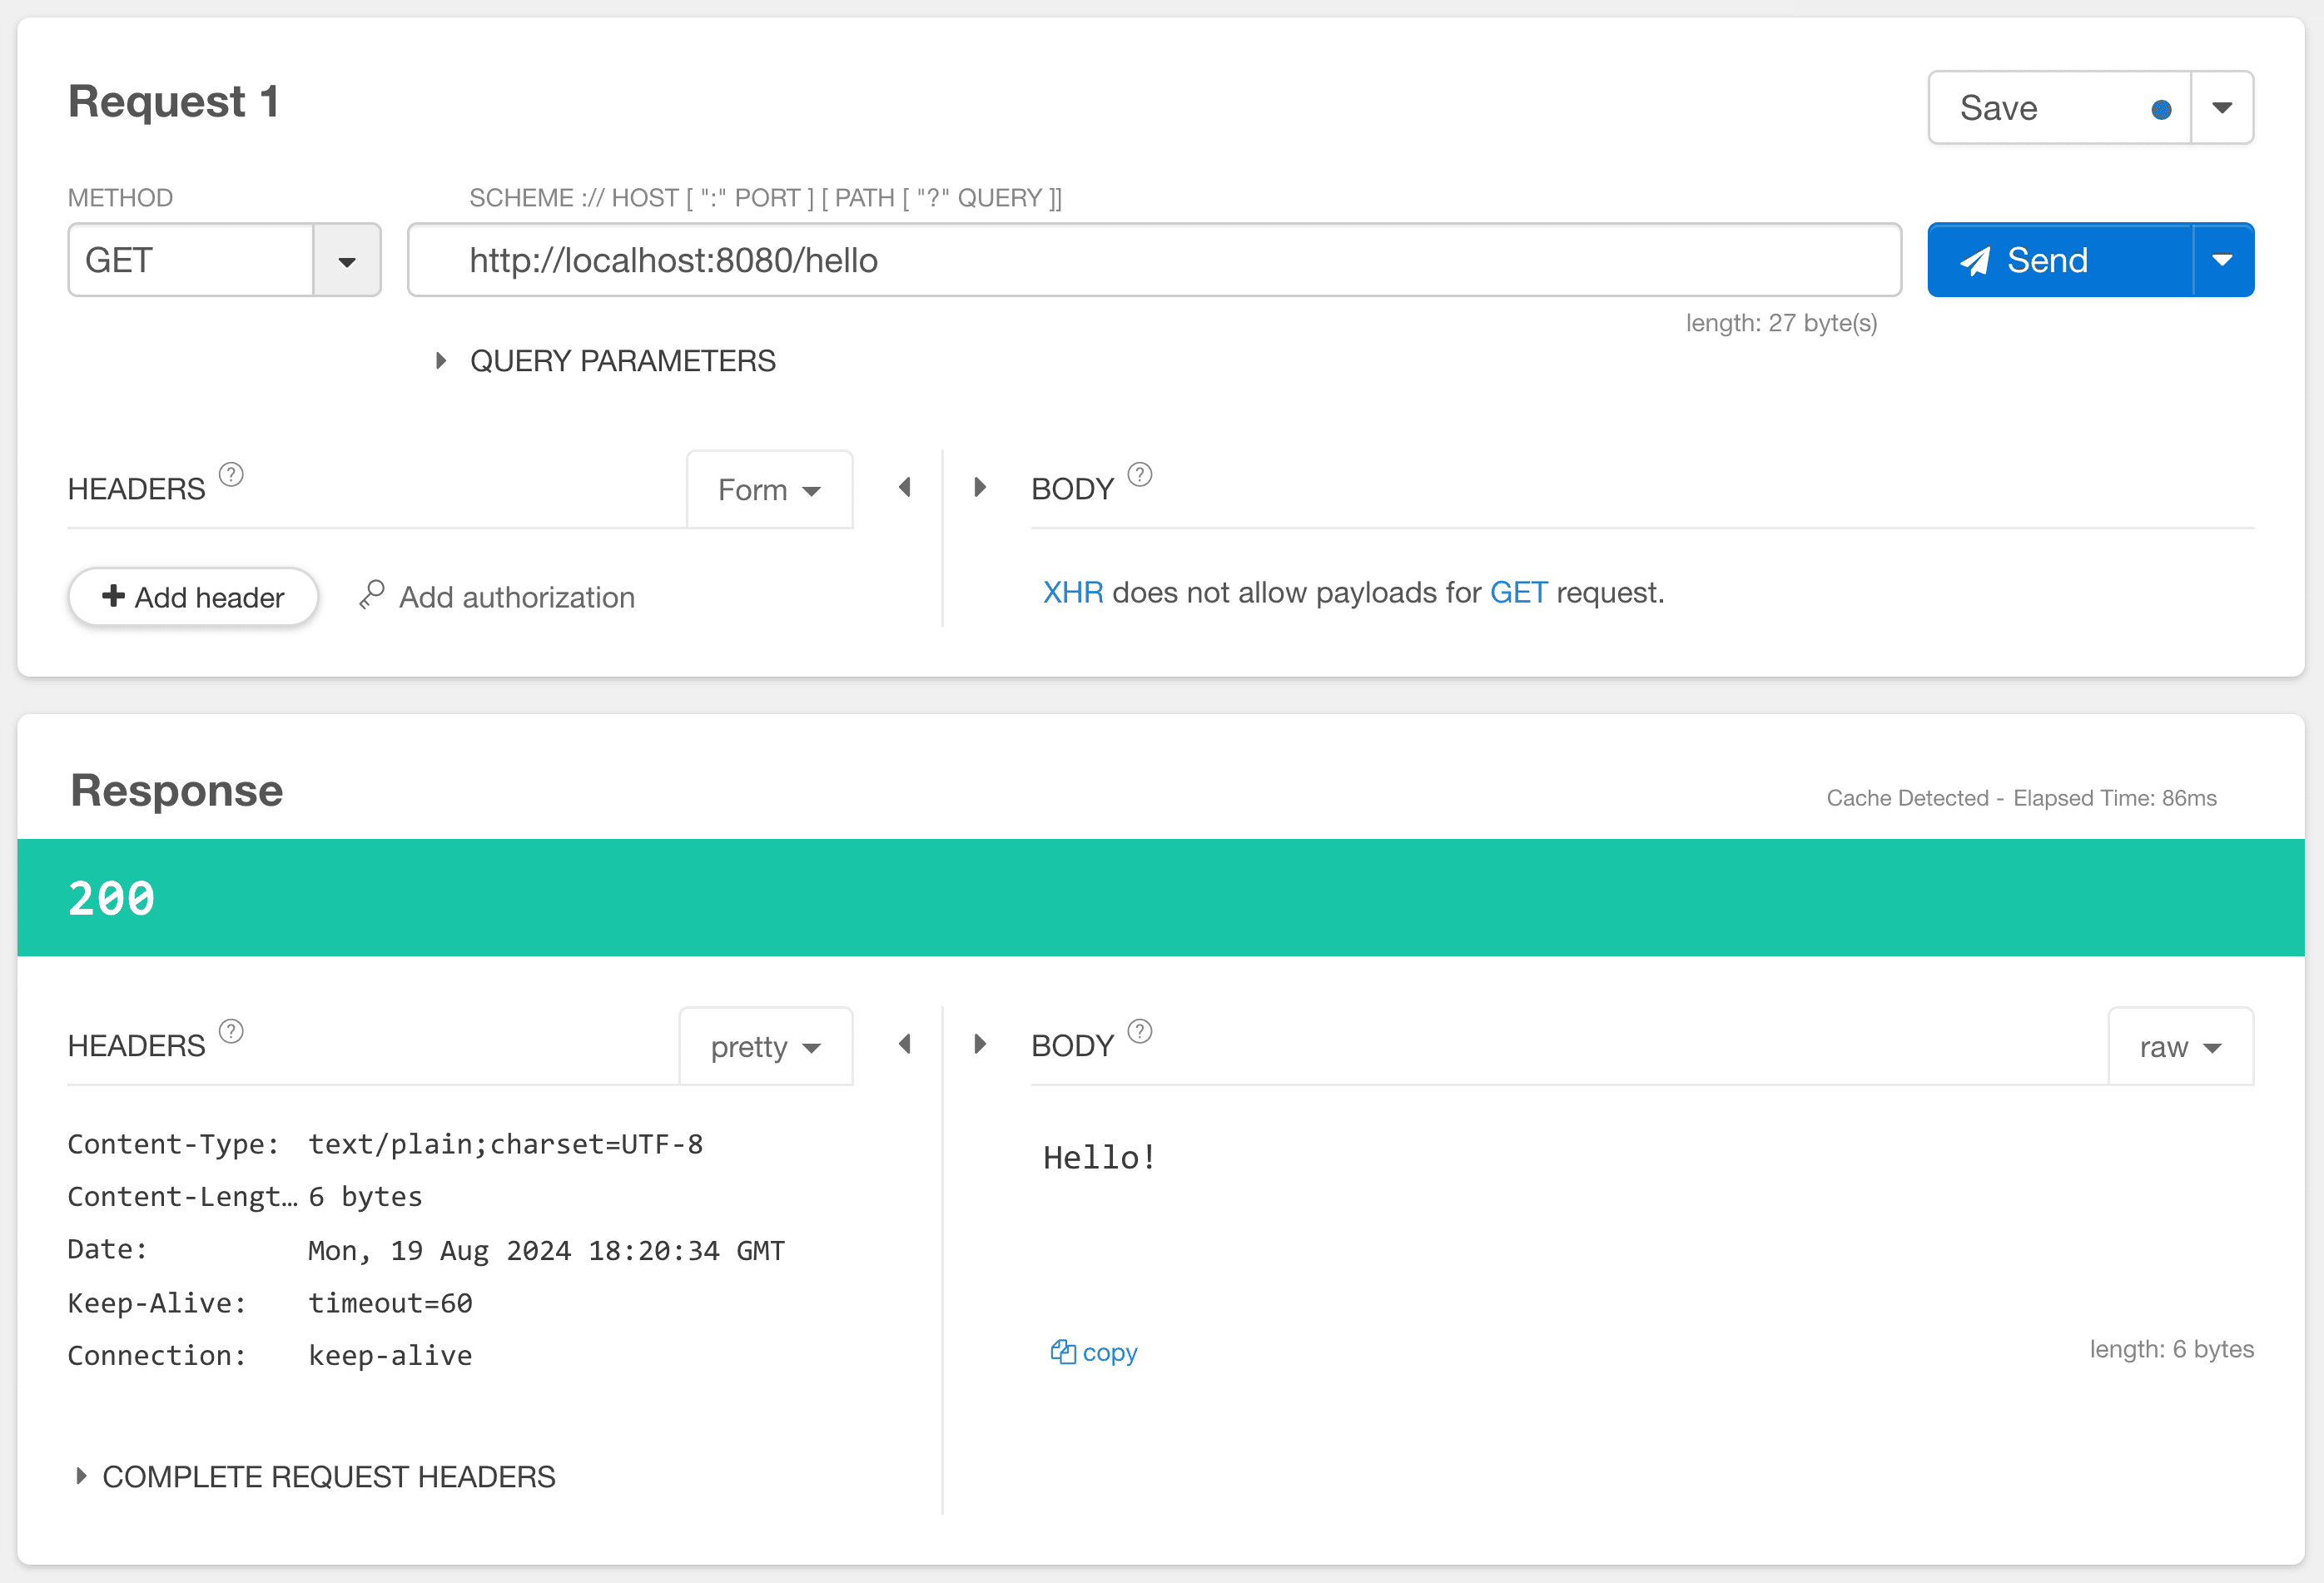 Request 1
Save
METHOD
SCHEME :// HOST [ ":" PORT ] [ PATH [ "?" QUERY ]]
GET
http://localhost:8080/hello
Send
length: 27 byte(s)
QUERY PARAMETERS
HEADERS ?
Form
BODY ?
Add header
Add authorization
XHR does not allow payloads for GET request.
Response
Cache Detected - Elapsed Time: 86ms
200
HEADERS ?
pretty
BODY ?
raw
Content-Type: text/plain;charset=UTF-8
Content-Lengt… 6 bytes
Date: Mon, 19 Aug 2024 18:20:34 GMT
Keep-Alive: timeout=60
Connection: keep-alive
Hello!
copy
length: 6 bytes
COMPLETE REQUEST HEADERS